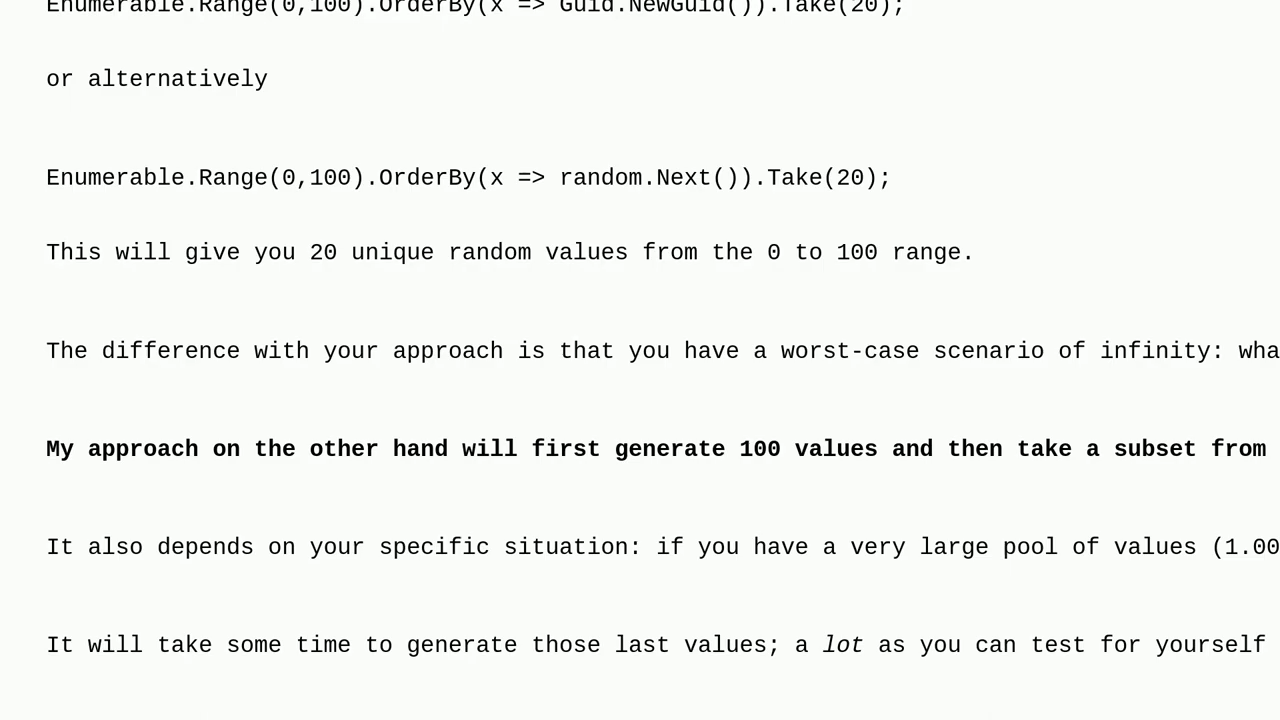 Enumerable.Range(0,100).OrderBy(x => Guid.NewGuid()).Take(20);
or alternatively
Enumerable.Range(0,100).OrderBy(x => random.Next()).Take(20);
This will give you 20 unique random values from the 0 to 100 range.
The difference with your approach is that you have a worst-case scenario of infinity: wha
My approach on the other hand will first generate 100 values and then take a subset from
It also depends on your specific situation: if you have a very large pool of values (1.00
It will take some time to generate those last values; a lot as you can test for yourself